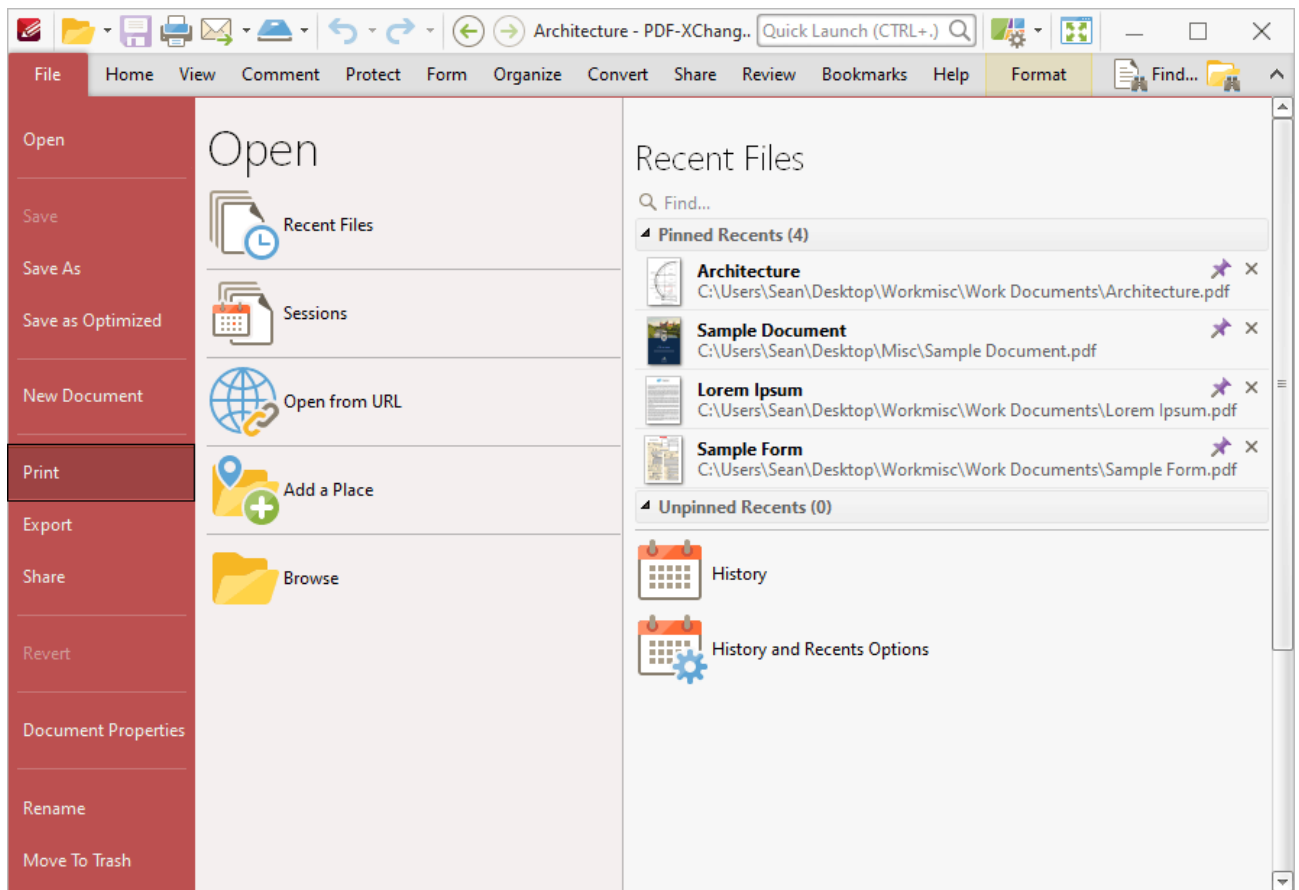 Architecture - PDF-XChang.. Quick Launch (CTRL+.)
File Home View Comment Protect Form Organize Convert Share Review Bookmarks Help Format Find...
Open
Save
Save As
Save as Optimized
New Document
Print
Export
Share
Revert
Document Properties
Rename
Move To Trash
Open
Recent Files
Sessions
Open from URL
Add a Place
Browse
Recent Files
Find...
Pinned Recents (4)
Architecture
C:\Users\Sean\Desktop\Workmisc\Work Documents\Architecture.pdf
Sample Document
C:\Users\Sean\Desktop\Misc\Sample Document.pdf
Lorem Ipsum
C:\Users\Sean\Desktop\Workmisc\Work Documents\Lorem Ipsum.pdf
Sample Form
C:\Users\Sean\Desktop\Workmisc\Work Documents\Sample Form.pdf
Unpinned Recents (0)
History
History and Recents Options